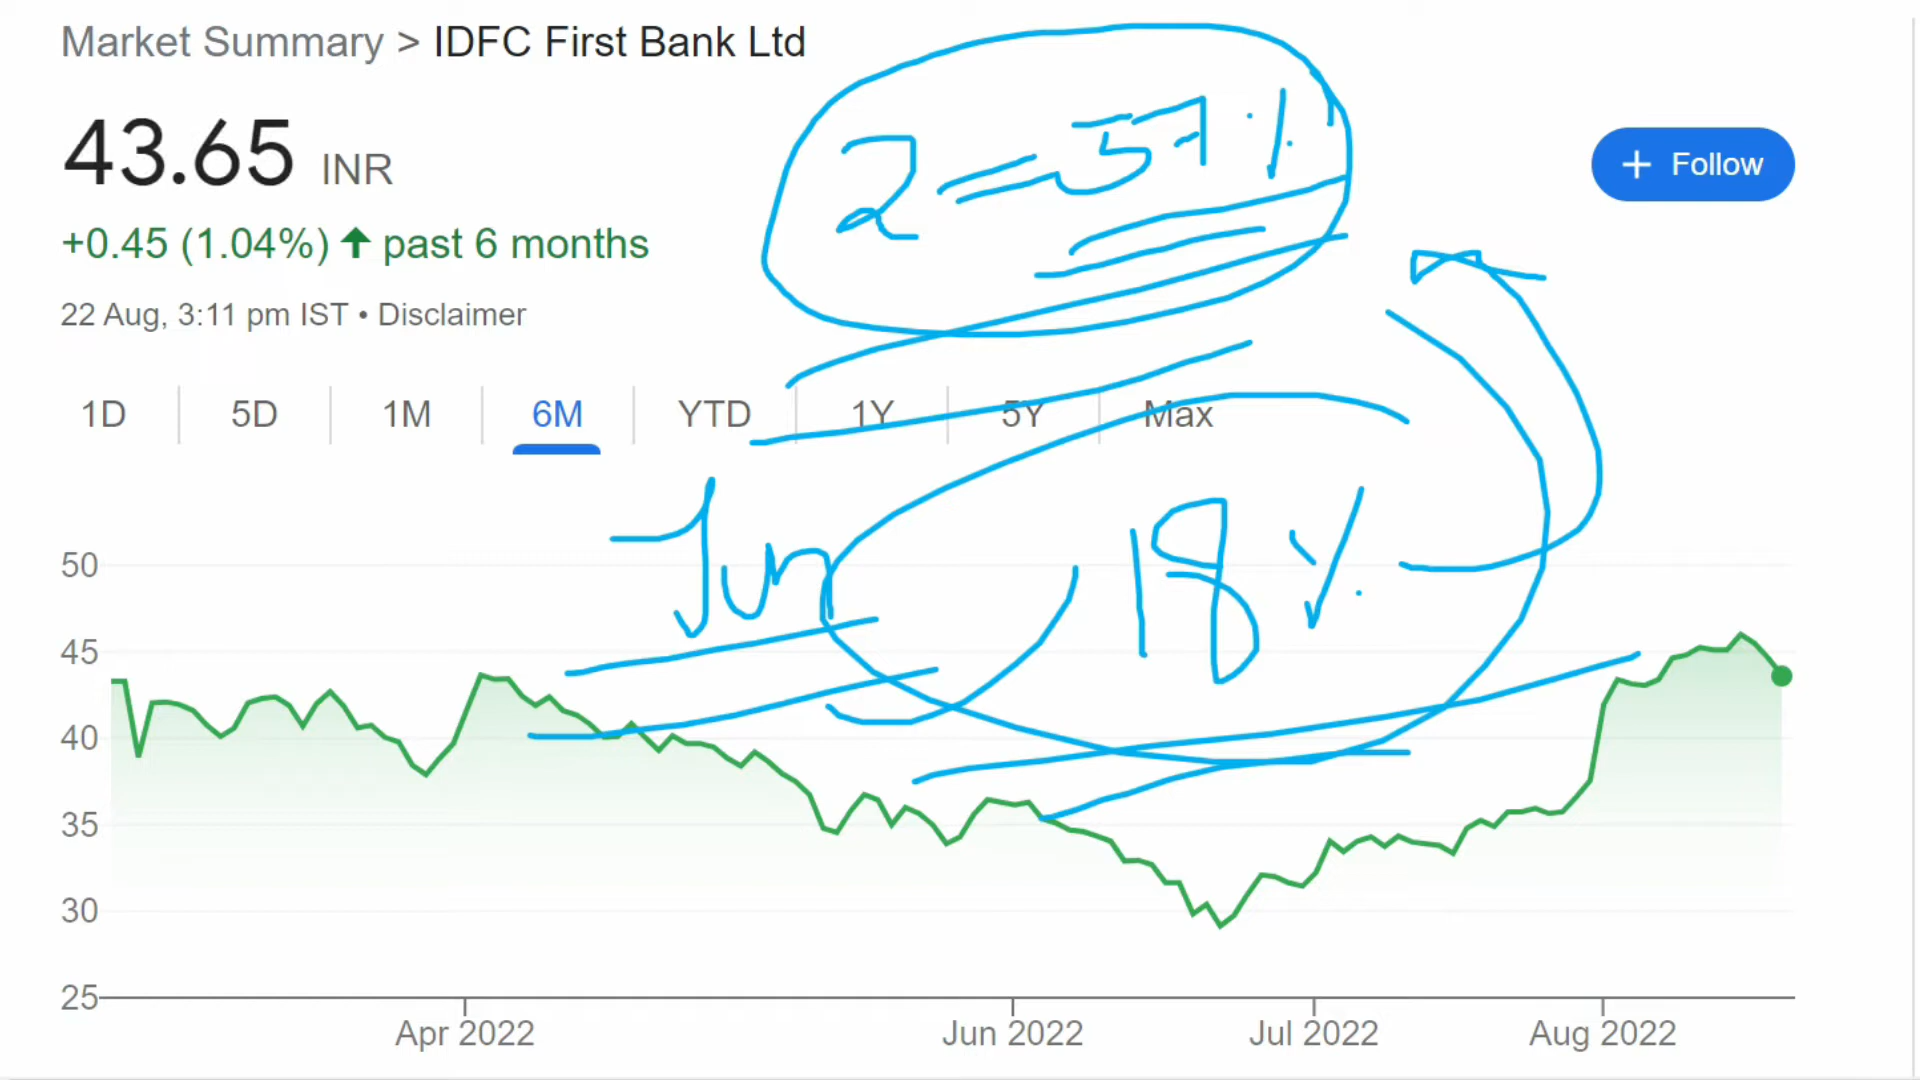 Market Summary > IDFC First Bank Ltd
43.65 INR
+0.45 (1.04%) ↑ past 6 months
22 Aug, 3:11 pm IST • Disclaimer
+ Follow
2 = 57%
1D 5D 1M 6M YTD 1Y 5Y Max
Jun 18%
50
45
40
35
30
25
Apr 2022 Jun 2022 Jul 2022 Aug 2022